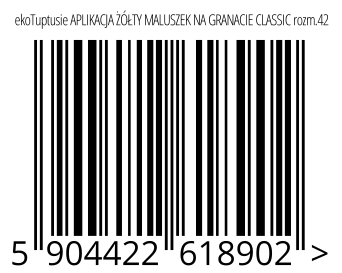 ekoTuptusie APLIKACJA ŻÓŁTY MALUSZEK NA GRANACIE CLASSIC rozm.42
5 904422 618902 >